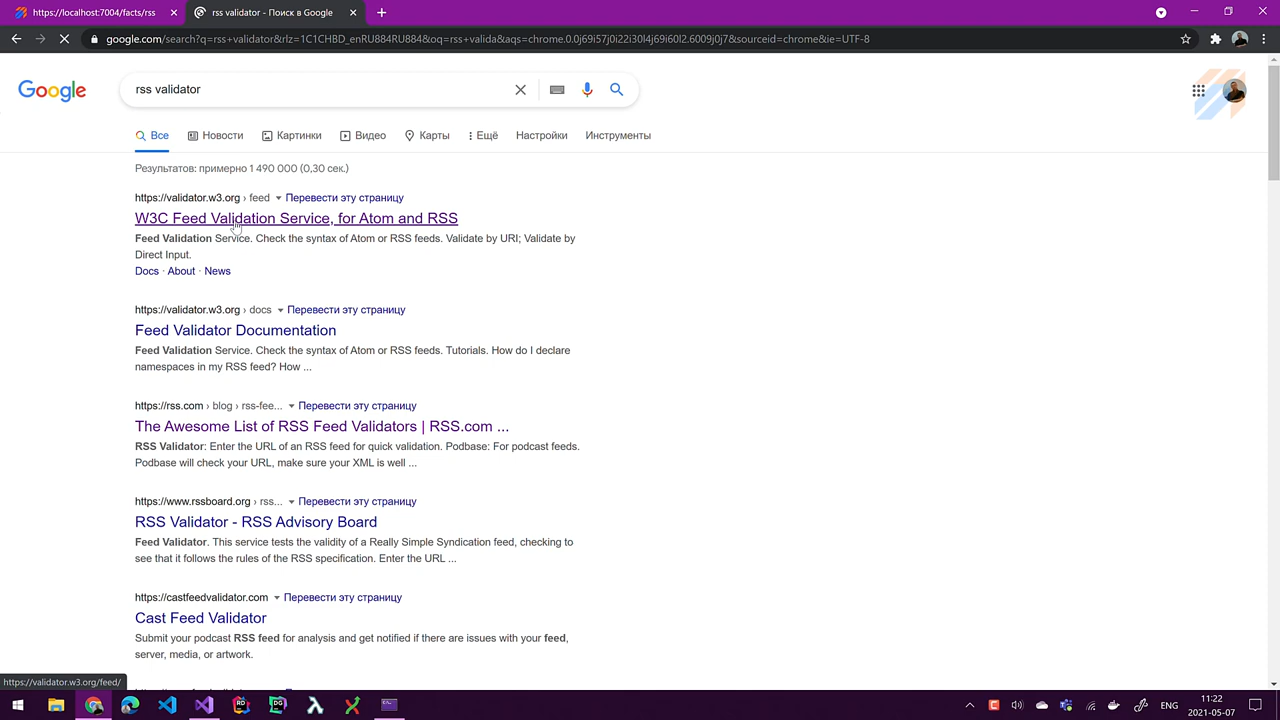 https://localhost:7004/facts/rss
rss validator - Поиск в Google
google.com/search?q=rss+validator&rlz=1C1CHBD_enRU884RU884&oq=rss+valida&aqs=chrome.0.0j69i57j0i22i30l4j69i60l2.6009j0j7&sourceid=chrome&ie=UTF-8
Google
rss validator
Все
Новости
Картинки
Видео
Карты
Ещё
Настройки
Инструменты
Результатов: примерно 1 490 000 (0,30 сек.)
https://validator.w3.org › feed Перевести эту страницу
W3C Feed Validation Service, for Atom and RSS
Feed Validation Service. Check the syntax of Atom or RSS feeds. Validate by URI; Validate by
Direct Input.
Docs · About · News
https://validator.w3.org › docs Перевести эту страницу
Feed Validator Documentation
Feed Validation Service. Check the syntax of Atom or RSS feeds. Tutorials. How do I declare
namespaces in my RSS feed? How ...
https://rss.com › blog › rss-fee... Перевести эту страницу
The Awesome List of RSS Feed Validators | RSS.com ...
RSS Validator: Enter the URL of an RSS feed for quick validation. Podbase: For podcast feeds.
Podbase will check your URL, make sure your XML is well ...
https://www.rssboard.org › rss... Перевести эту страницу
RSS Validator - RSS Advisory Board
Feed Validator. This service tests the validity of a Really Simple Syndication feed, checking to
see that it follows the rules of the RSS specification. Enter the URL ...
https://castfeedvalidator.com Перевести эту страницу
Cast Feed Validator
Submit your podcast RSS feed for analysis and get notified if there are issues with your feed,
server, media, or artwork.
https://validator.w3.org/feed/
RD
DG
ENG
11:22
2021-05-07